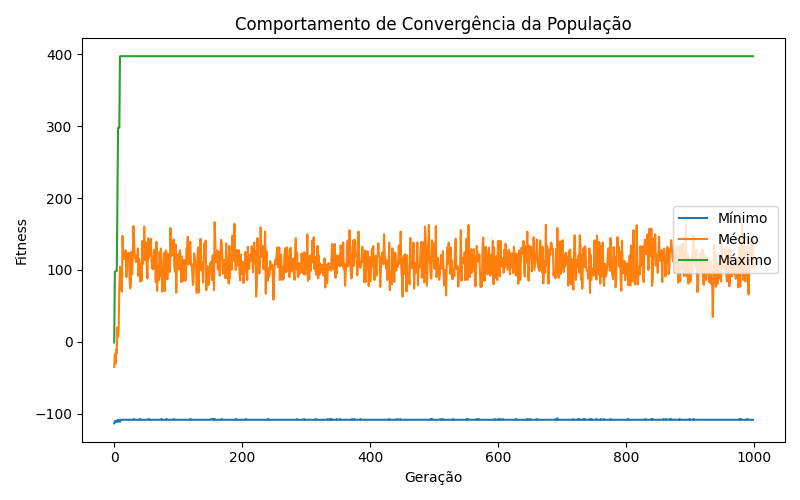 Comportamento de Convergência da População
Fitness
400
300
200
100
0
−100
0
200
400
600
800
1000
Geração
Mínimo
Médio
Máximo